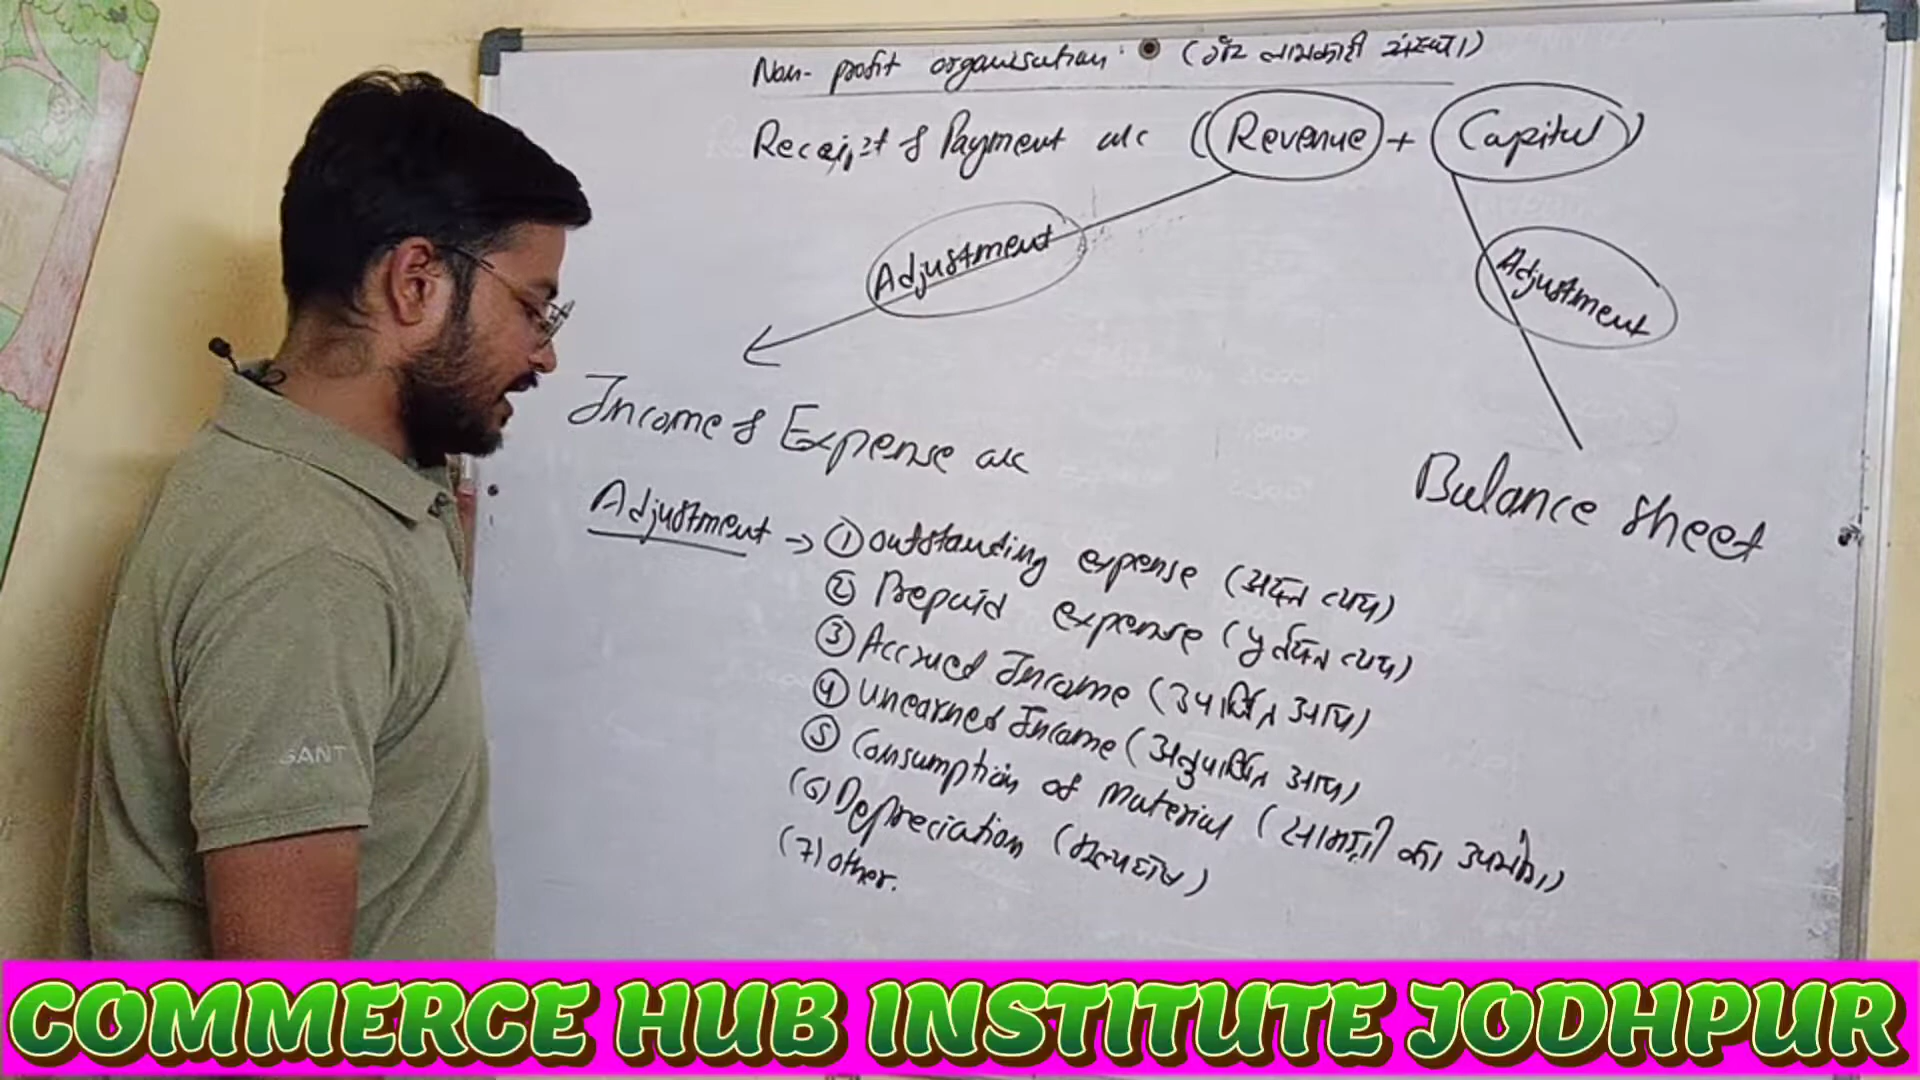 Non-profit organisation (गैर लाभकारी संस्था)
Receipt & Payment a/c ((Revenue) + (Capital))
Adjustment
Adjustment
Income & Expense a/c
Balance sheet
Adjustment → ① outstanding expense (अदत्त व्यय)
② Prepaid expense (पूर्वदत्त व्यय)
③ Accrued Income (उपार्जित आय)
④ unearned Income (अनुपार्जित आय)
⑤ Consumption of Material (सामग्री का उपभोग)
(6) Depreciation (मूल्यह्रास)
(7) other.
SANT
COMMERCE HUB INSTITUTE JODHPUR